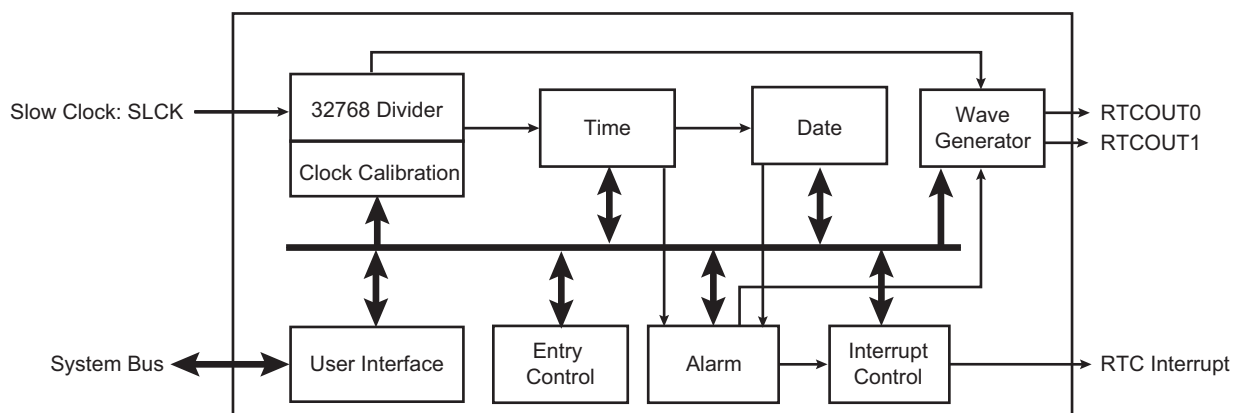 Slow Clock: SLCK
32768 Divider
Clock Calibration
Time
Date
Wave
Generator
RTCOUT0
RTCOUT1
System Bus
User Interface
Entry
Control
Alarm
Interrupt
Control
RTC Interrupt